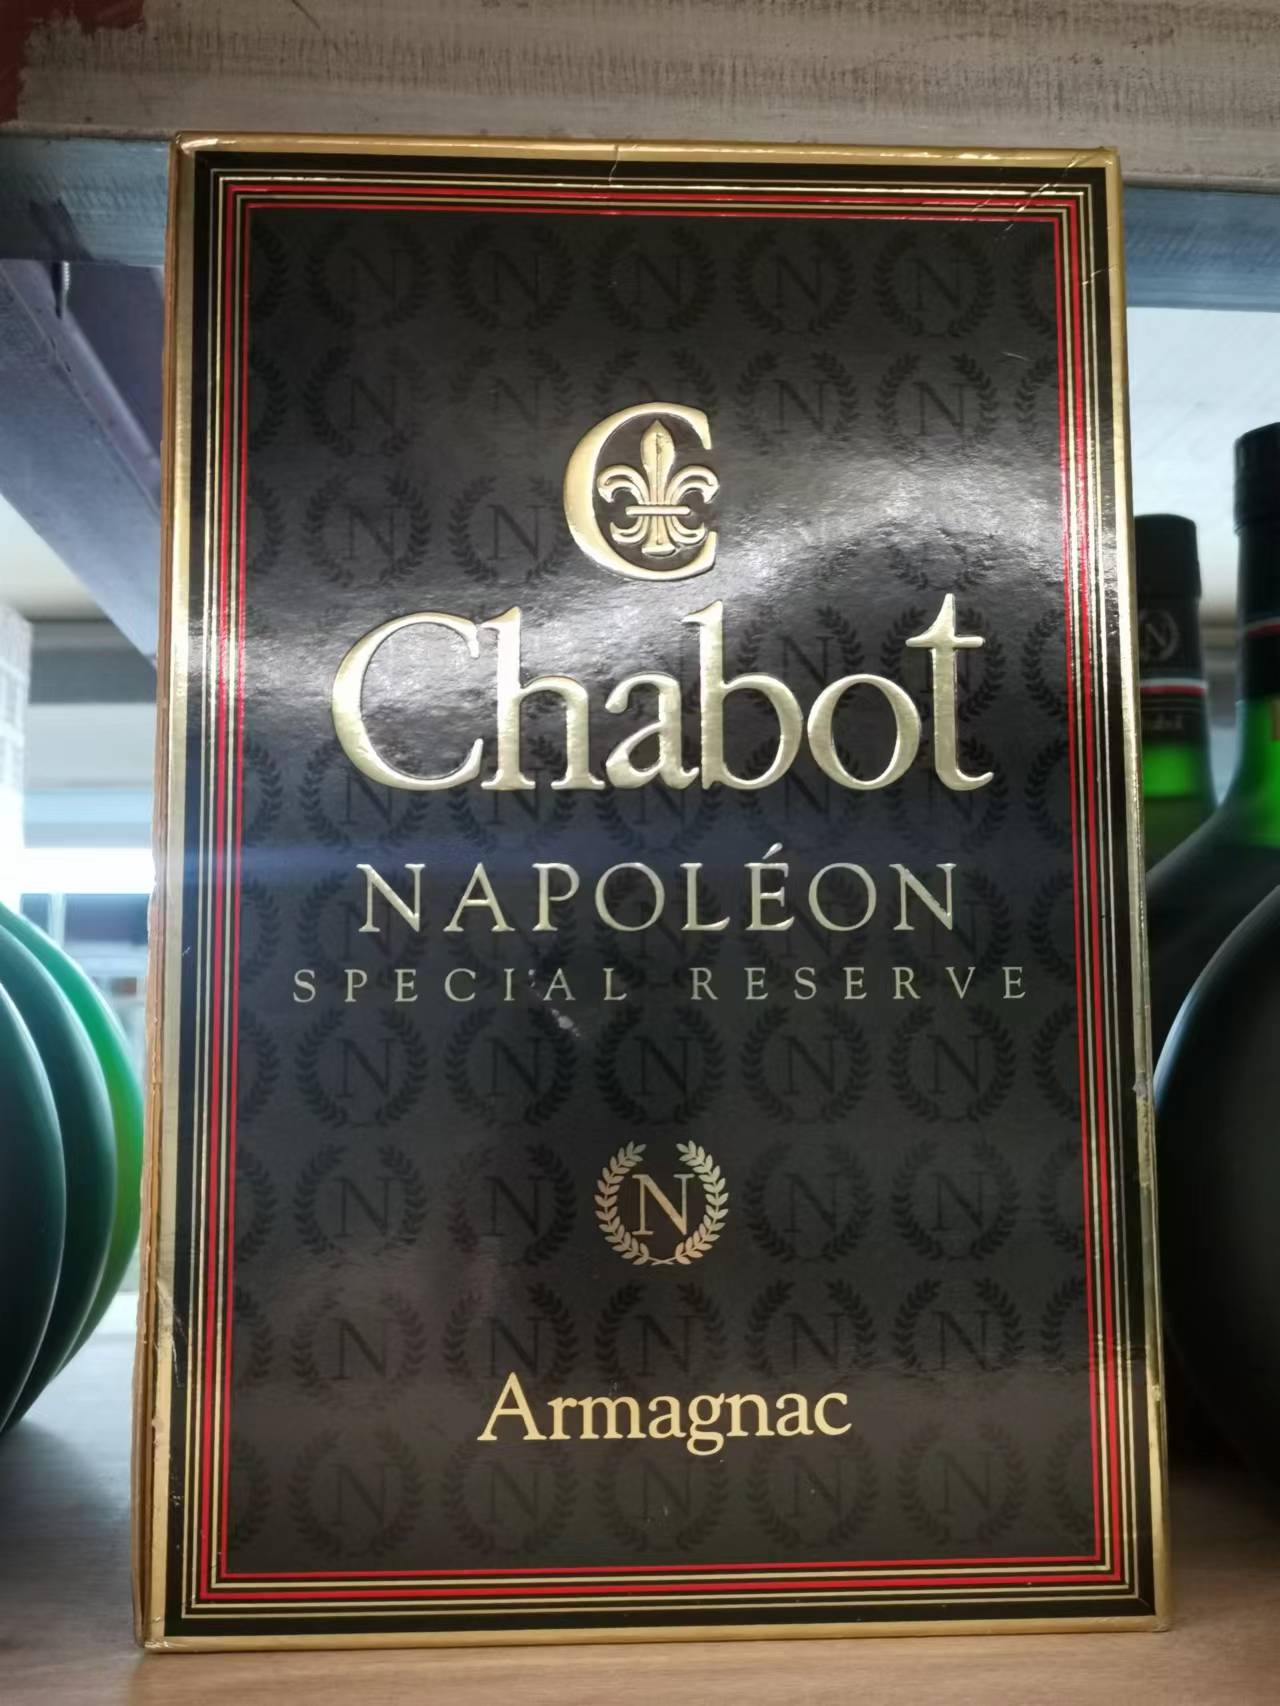 C
Chabot
NAPOLÉON
SPECIAL RESERVE
N
Armagnac